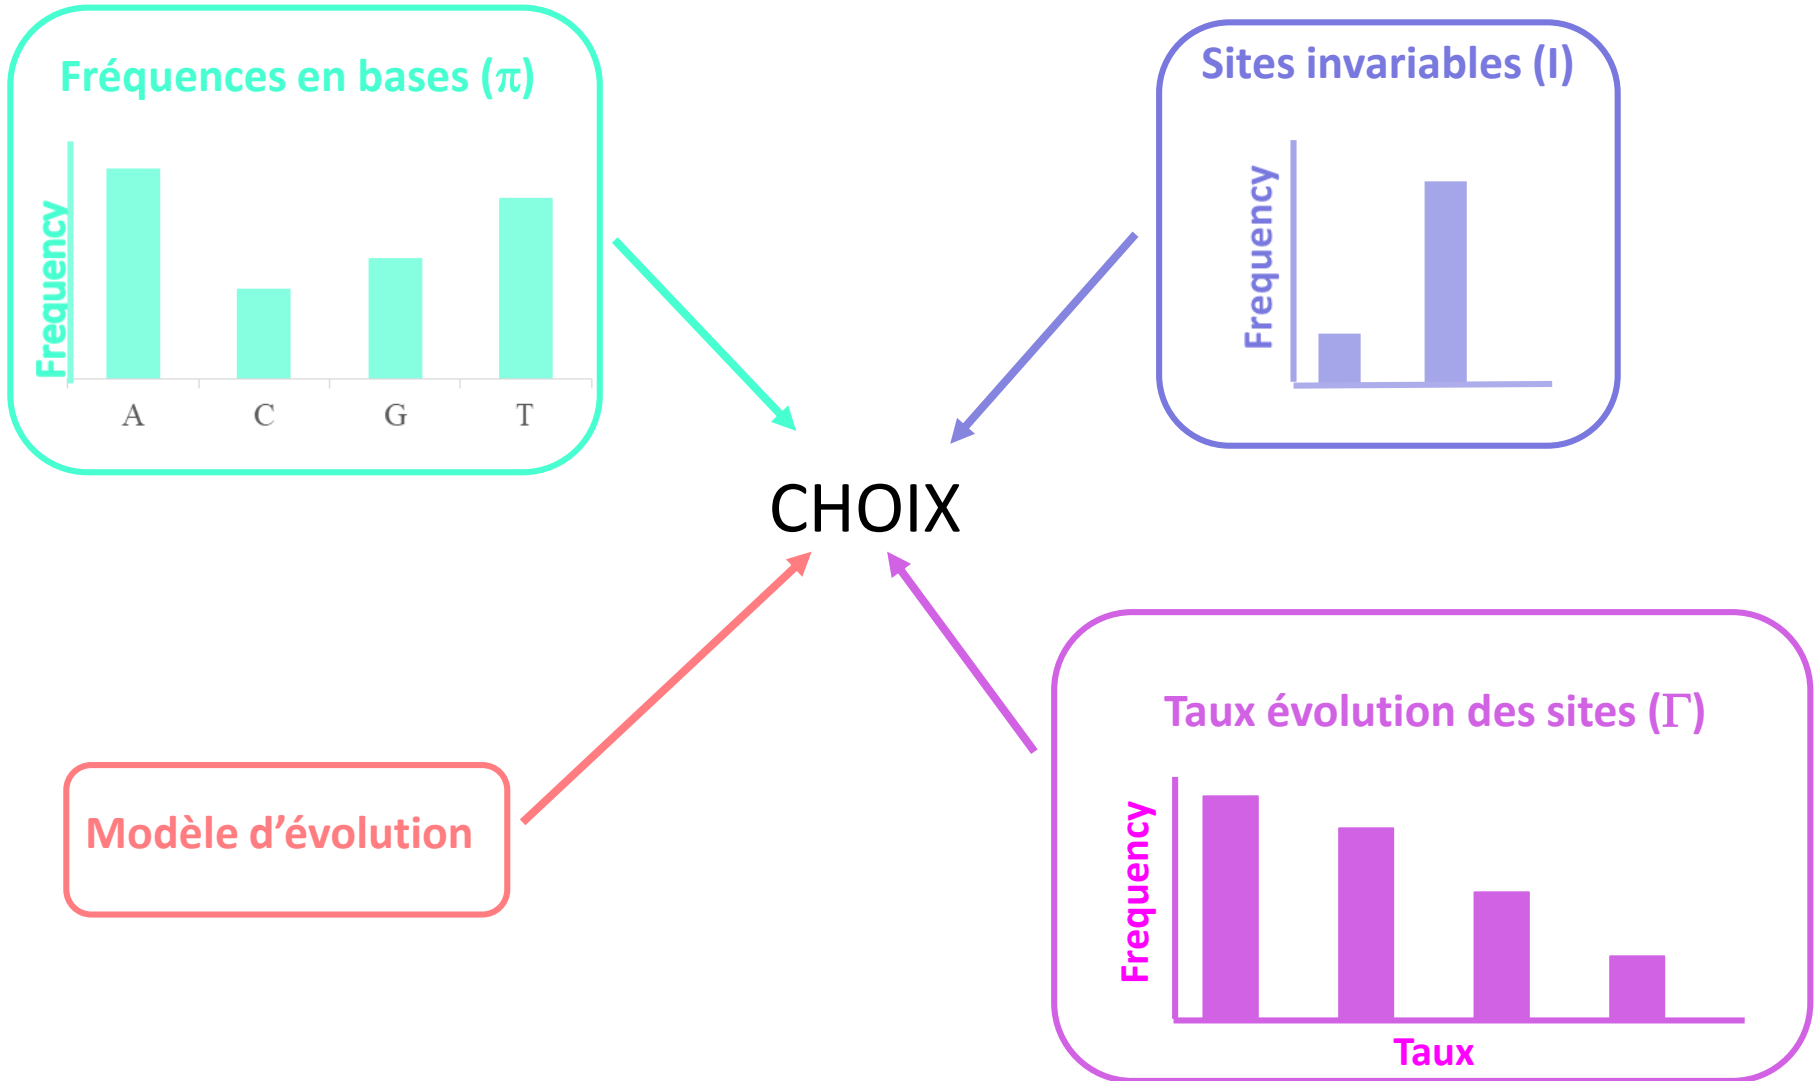 Fréquences en bases (π)
Frequency
A C G T
Sites invariables (I)
Frequency
CHOIX
Modèle d’évolution
Taux évolution des sites (Γ)
Frequency
Taux